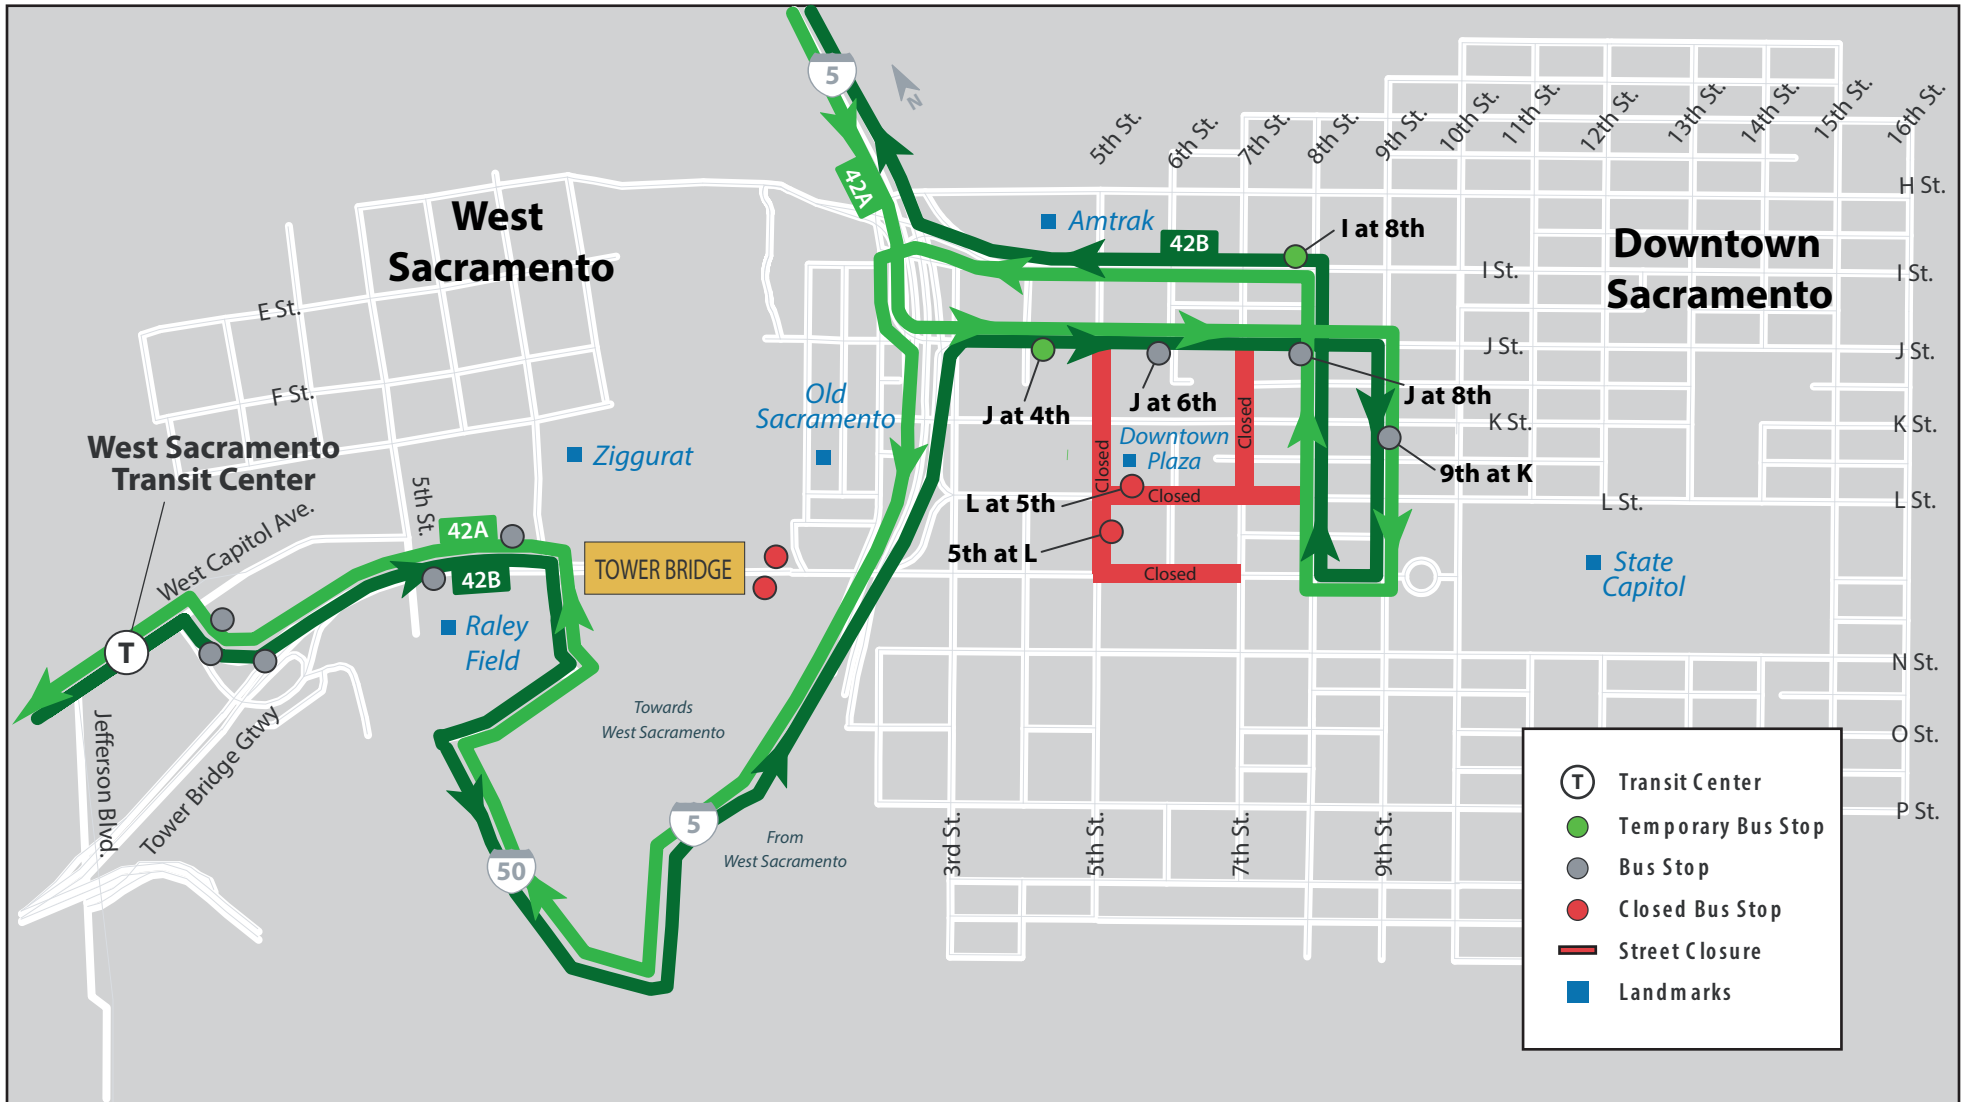 5
N
42A
5th St.
6th St.
7th St.
8th St.
9th St.
10th St.
11th St.
12th St.
13th St.
14th St.
15th St.
16th St.
H St.
West
Sacramento
Amtrak
42B
I at 8th
Downtown
Sacramento
I St.
I St.
E St.
J St.
J St.
F St.
Old
Sacramento
J at 4th
J at 6th
J at 8th
Closed
Closed
K St.
K St.
Downtown
Plaza
West Sacramento
Transit Center
Ziggurat
9th at K
L at 5th
Closed
L St.
L St.
5th St.
West Capitol Ave.
42A
42B
TOWER BRIDGE
5th at L
Closed
State
Capitol
Raley
Field
T
N St.
Towards
West Sacramento
O St.
Jefferson Blvd.
Tower Bridge Gtwy
5
From
West Sacramento
50
3rd St.
5th St.
7th St.
9th St.
P St.
T Transit Center
Temporary Bus Stop
Bus Stop
Closed Bus Stop
Street Closure
Landmarks